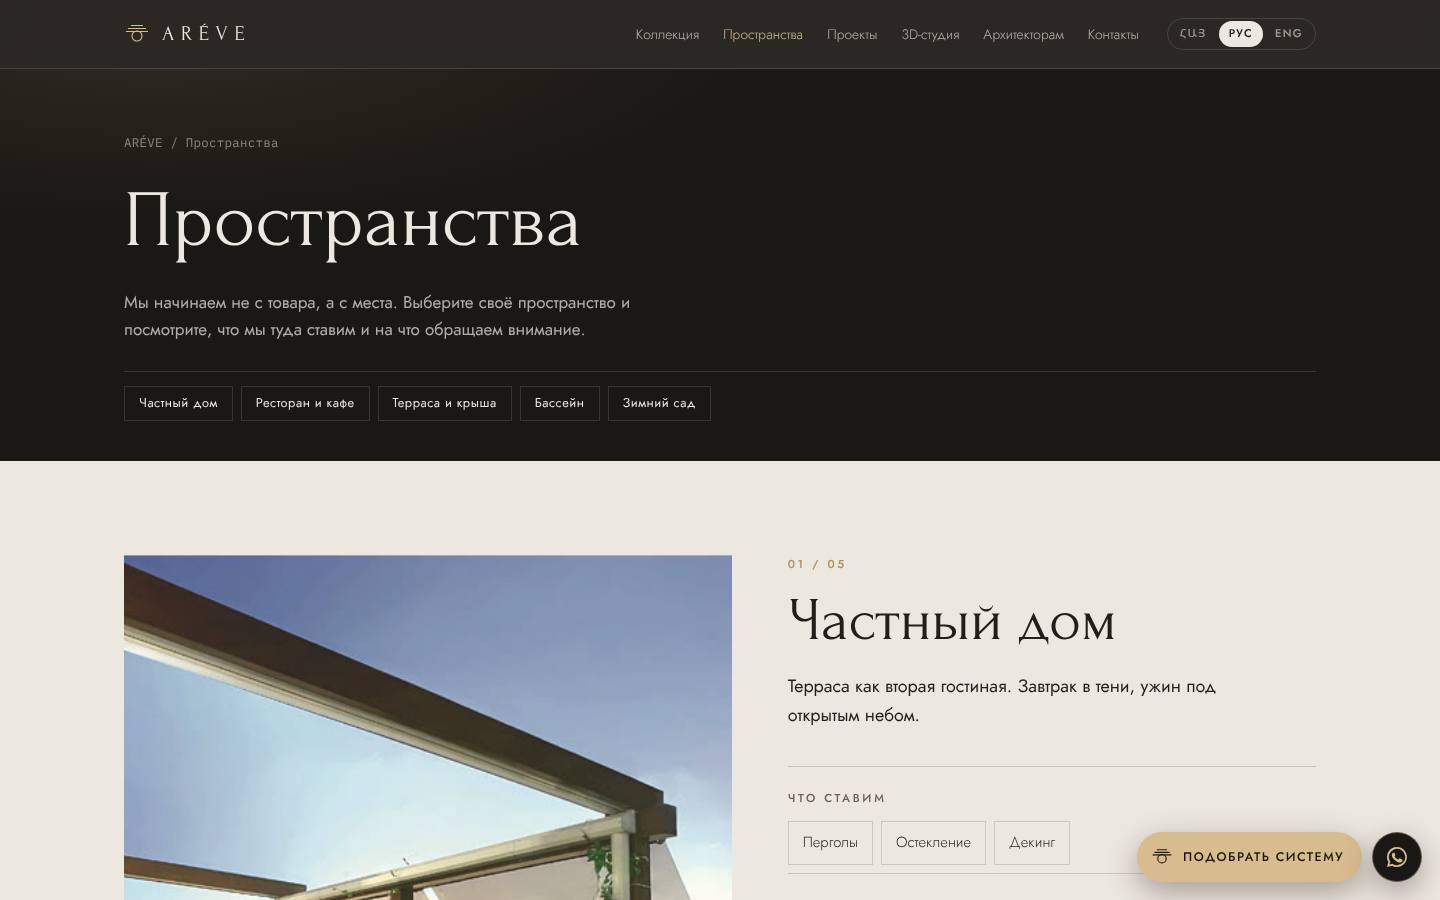 ARÉVE
Коллекция Пространства Проекты 3D-студия Архитекторам Контакты ՀԱՅ РУС ENG
ARÉVE / Пространства
Пространства
Мы начинаем не с товара, а с места. Выберите своё пространство и
посмотрите, что мы туда ставим и на что обращаем внимание.
Частный дом Ресторан и кафе Терраса и крыша Бассейн Зимний сад
01 / 05
Частный дом
Терраса как вторая гостиная. Завтрак в тени, ужин под
открытым небом.
ЧТО СТАВИМ
Перголы Остекление Декинг
ПОДОБРАТЬ СИСТЕМУ